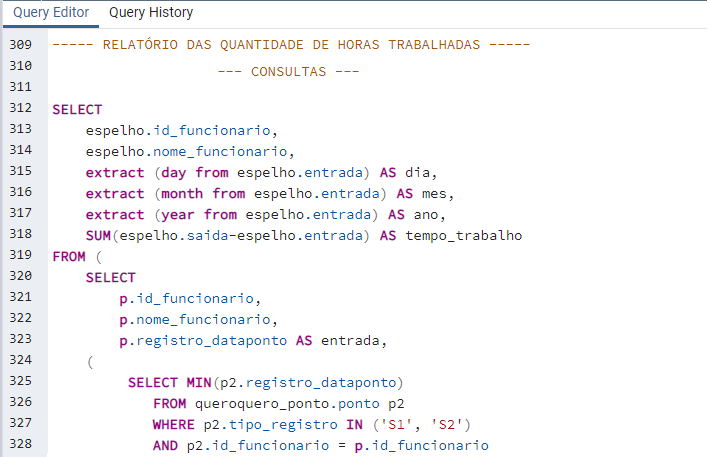 Query Editor Query History
309 ----- RELATÓRIO DAS QUANTIDADE DE HORAS TRABALHADAS -----
310 --- CONSULTAS ---
311
312 SELECT
313 espelho.id_funcionario,
314 espelho.nome_funcionario,
315 extract (day from espelho.entrada) AS dia,
316 extract (month from espelho.entrada) AS mes,
317 extract (year from espelho.entrada) AS ano,
318 SUM(espelho.saida-espelho.entrada) AS tempo_trabalho
319 FROM (
320 SELECT
321 p.id_funcionario,
322 p.nome_funcionario,
323 p.registro_dataponto AS entrada,
324 (
325 SELECT MIN(p2.registro_dataponto)
326 FROM queroquero_ponto.ponto p2
327 WHERE p2.tipo_registro IN ('S1', 'S2')
328 AND p2.id_funcionario = p.id_funcionario